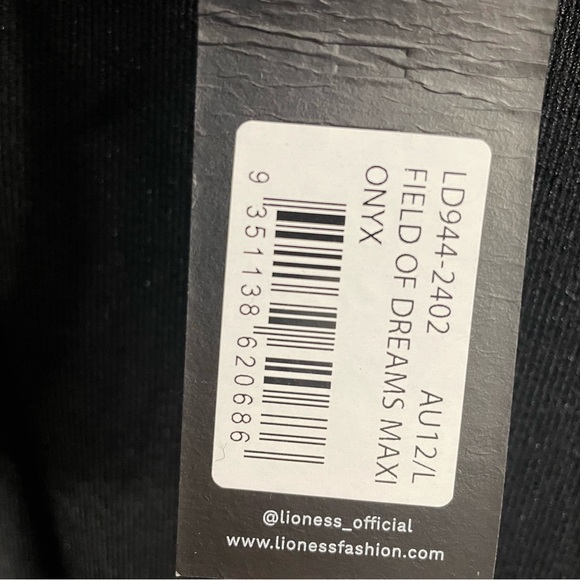 LD944-2402 AU12/L
FIELD OF DREAMS MAXI
ONYX
9 351138 620686
@lioness_official
www.lionessfashion.com